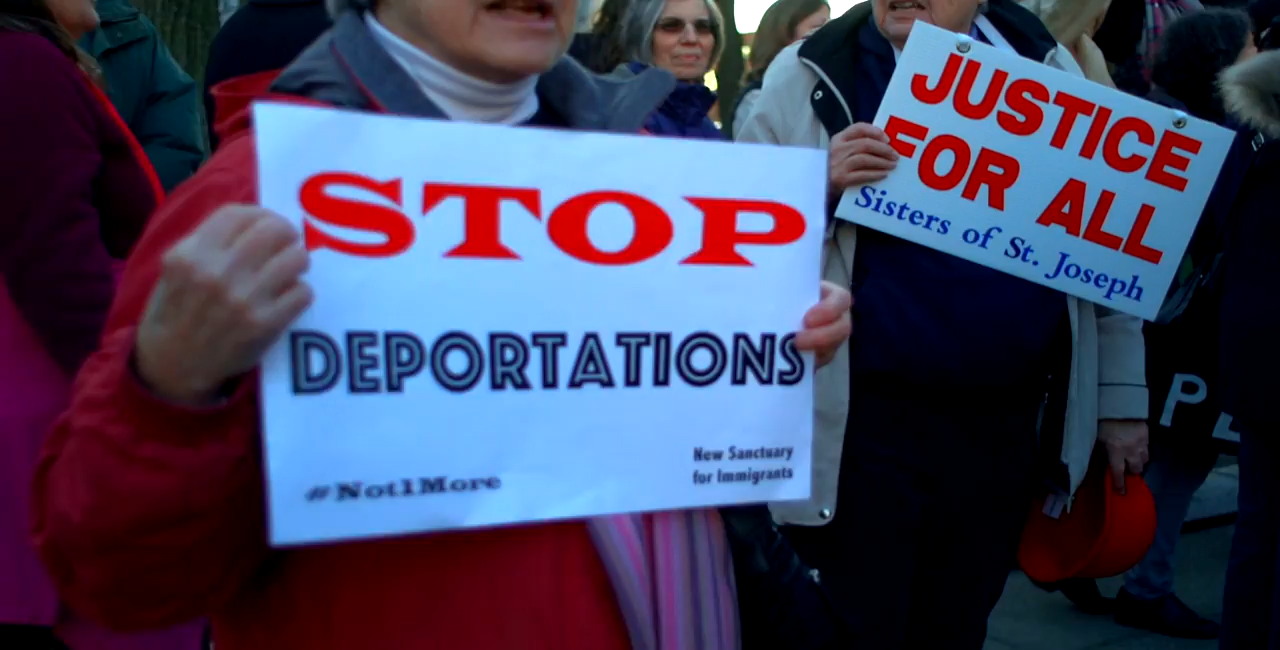 STOP
DEPORTATIONS
#Not1More
New Sanctuary
for Immigrants
JUSTICE
FOR ALL
Sisters of St. Joseph